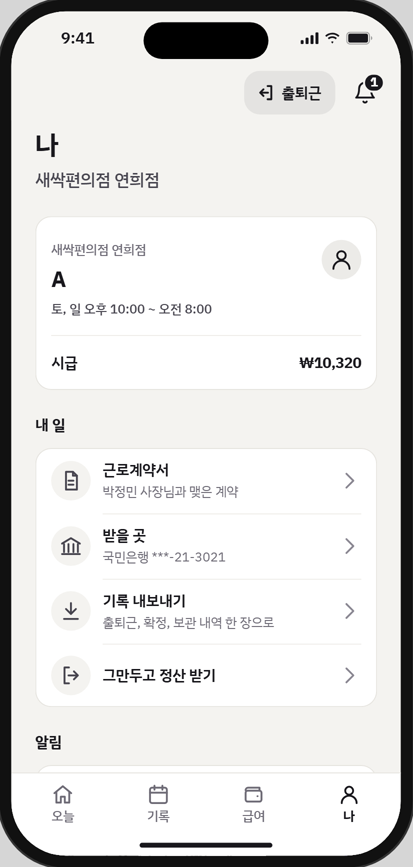 9:41
출퇴근
1
나
새싹편의점 연희점
새싹편의점 연희점
A
토, 일 오후 10:00 ~ 오전 8:00
시급
₩10,320
내 일
근로계약서
박정민 사장님과 맺은 계약
받을 곳
국민은행 ***-21-3021
기록 내보내기
출퇴근, 확정, 보관 내역 한 장으로
그만두고 정산 받기
알림
오늘
기록
급여
나